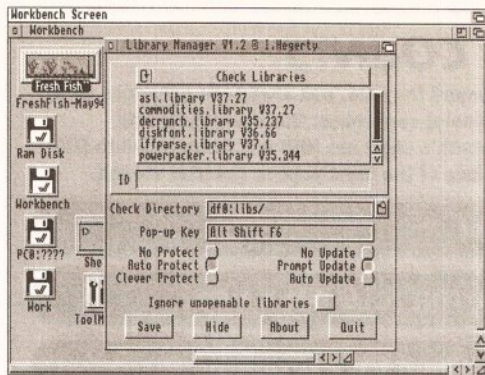 Workbench Screen
Workbench
Library Manager V1.2 © I.Hegerty
Check Libraries
asl.library V37.27
commodities.library V37.27
decrunch.library V35.237
diskfont.library V36.66
iffparse.library V37.1
powerpacker.library V35.344
ID
Check Directory df0:libs/
Pop-up Key Alt Shift F6
No Protect No Update
Auto Protect Prompt Update
Clever Protect Auto Update
Ignore unopenable libraries
Save Hide About Quit
Fresh Fish
FreshFish-May94
Ram Disk
Workbench
PC0:????
She
Work
ToolM